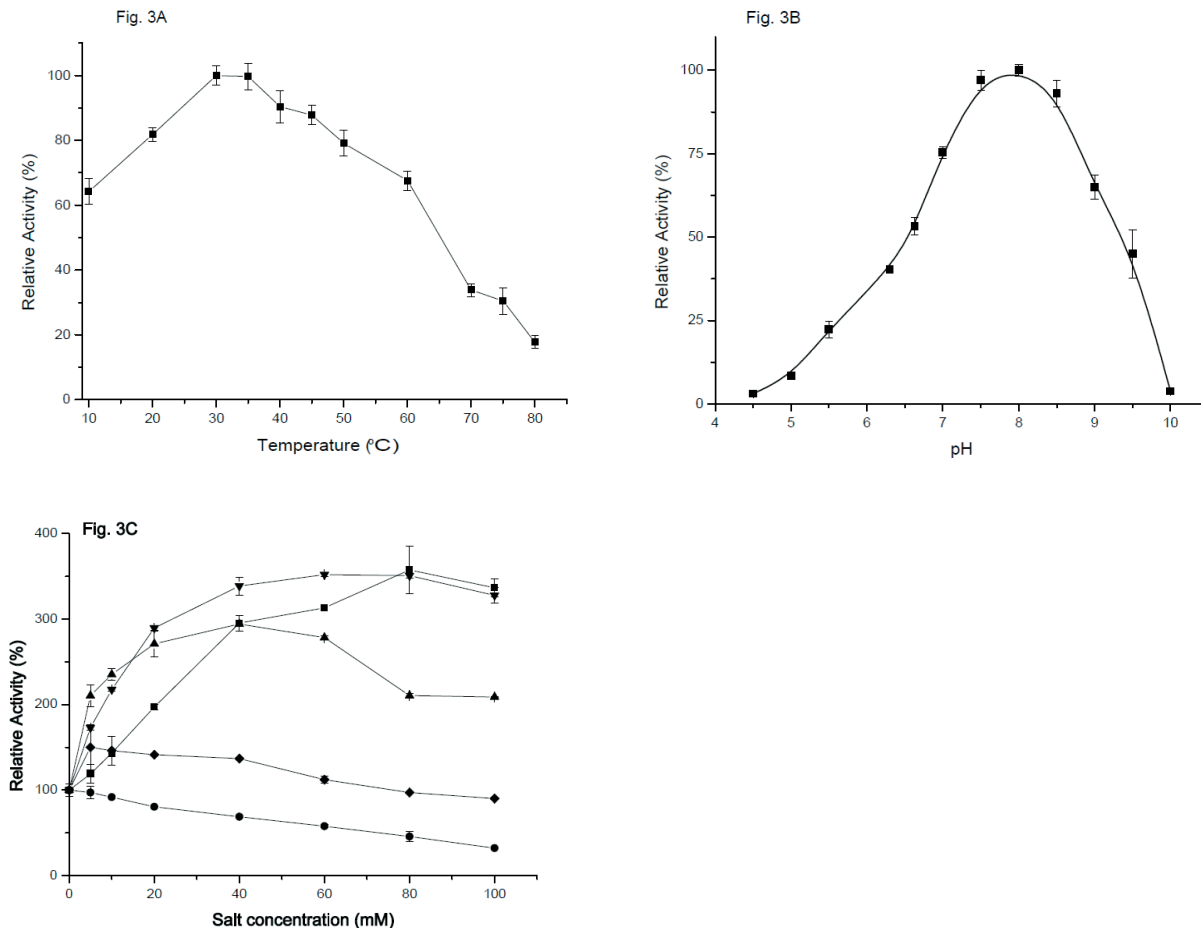 Fig. 3A
Relative Activity (%)
100
80
60
40
20
0
10 20 30 40 50 60 70 80
Temperature (°C)
Fig. 3B
Relative Activity (%)
100
75
50
25
0
4 5 6 7 8 9 10
pH
Fig. 3C
Relative Activity (%)
400
300
200
100
0
0 20 40 60 80 100
Salt concentration (mM)